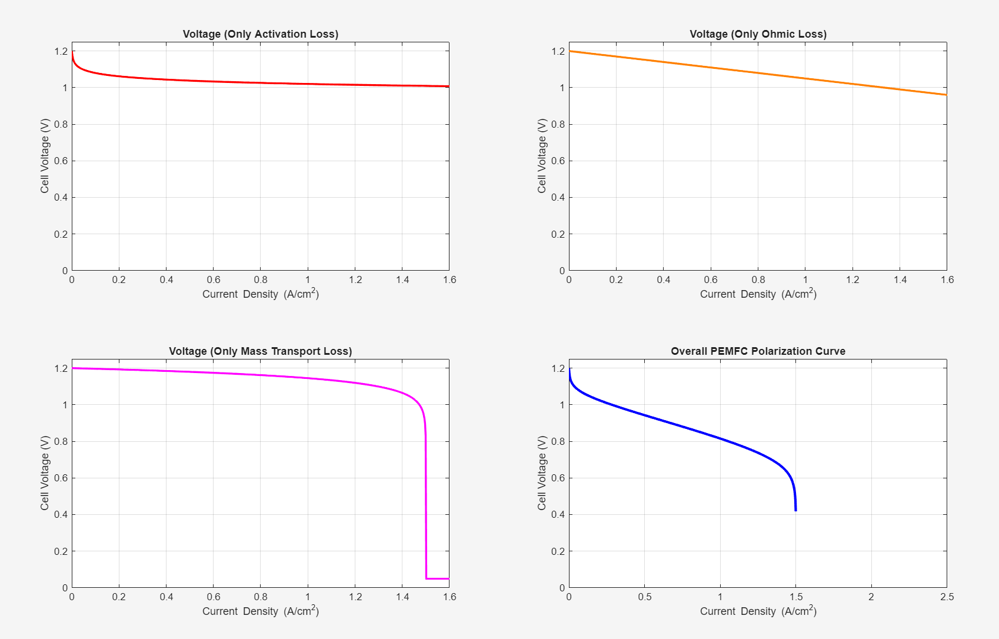 Voltage (Only Activation Loss)
1.2
1
0.8
0.6
0.4
0.2
0
Cell Voltage (V)
0 0.2 0.4 0.6 0.8 1 1.2 1.4 1.6
Current Density (A/cm²)
Voltage (Only Ohmic Loss)
1.2
1
0.8
0.6
0.4
0.2
0
Cell Voltage (V)
0 0.2 0.4 0.6 0.8 1 1.2 1.4 1.6
Current Density (A/cm²)
Voltage (Only Mass Transport Loss)
1.2
1
0.8
0.6
0.4
0.2
0
Cell Voltage (V)
0 0.2 0.4 0.6 0.8 1 1.2 1.4 1.6
Current Density (A/cm²)
Overall PEMFC Polarization Curve
1.2
1
0.8
0.6
0.4
0.2
0
Cell Voltage (V)
0 0.5 1 1.5 2 2.5
Current Density (A/cm²)